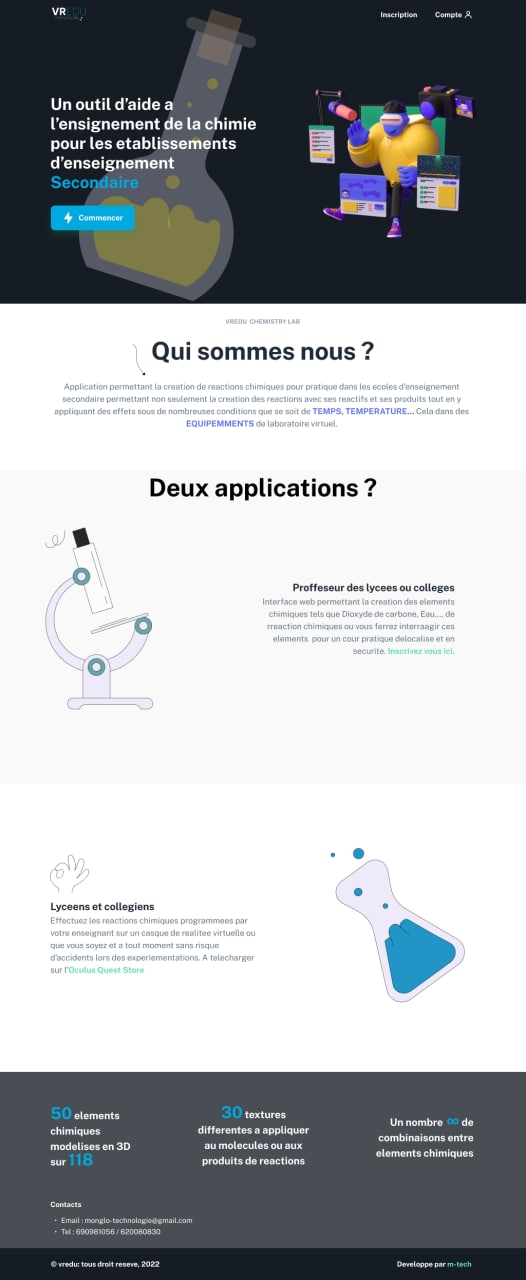 VREDU
Inscription
Compte
Un outil d'aide a
l'ensignement de la chimie
pour les etablissements
d'enseignement
Secondaire
Commencer
VREDU CHEMISTRY LAB
Qui sommes nous ?
Application permettant la creation de reactions chimiques pour pratique dans les ecoles d'enseignement
secondaire permettant non seulement la creation des reactions avec ses reactifs et ses produits tout en y
appliquant des effets sous de nombreuses conditions que se soit de TEMPS, TEMPERATURE... Cela dans des
EQUIPEMMENTS de laboratoire virtuel.
Deux applications ?
Proffeseur des lycees ou colleges
Interface web permettant la creation des elements
chimiques tels que Dioxyde de carbone, Eau..., de
rreaction chimiques ou vous ferrez interraagir ces
elements pour un cour pratique delocalise et en
securite. Inscrivez vous ici.
Lyceens et collegiens
Effectuez les reactions chimiques programmees par
votre enseignant sur un casque de realitee virtuelle ou
que vous soyez et a tout moment sans risque
d'accidents lors des experiementations. A telecharger
sur l'Oculus Quest Store
50 elements
chimiques
modelises en 3D
sur 118
30 textures
differentes a appliquer
au molecules ou aux
produits de reactions
Un nombre ∞ de
combinaisons entre
elements chimiques
Contacts
• Email : monglo-technologie@gmail.com
• Tel : 690981056 / 620080830
© vredu: tous droit reseve, 2022
Developpe par m-tech